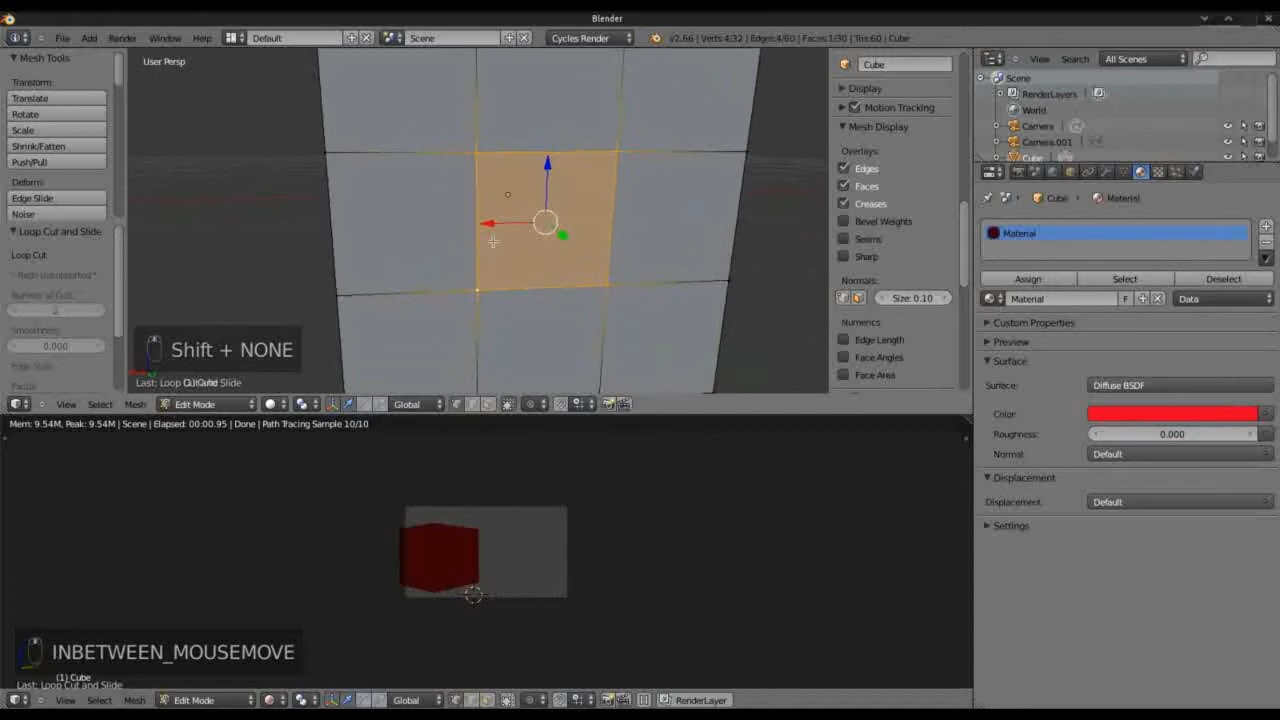 Blender
File Add Render Window Help Default Scene Cycles Render v2.66 | Verts:4/32 | Edges:4/60 | Faces:1/30 | Tris:60 | Cube
Mesh Tools
Transform:
Translate
Rotate
Scale
Shrink/Fatten
Push/Pull
Deform:
Edge Slide
Noise
Loop Cut and Slide
Loop Cut
Smoothness:
0.000
User Persp
Shift + NONE
Cube
Display
Motion Tracking
Mesh Display
Overlays:
Edges
Faces
Creases
Bevel Weights
Seams
Sharp
Normals:
Size: 0.10
Numerics
Edge Length
Face Angles
Face Area
View Select Mesh Edit Mode Global
Mem: 9.54M, Peak: 9.54M | Scene | Elapsed: 00:00.95 | Done | Path Tracing Sample 10/10
INBETWEEN_MOUSEMOVE
(1) Cube
Last: Loop Cut and Slide
View Select Mesh Edit Mode Global RenderLayer
View Search All Scenes
Scene
RenderLayers
World
Camera
Camera.001
Cube
Cube Material
Material
Assign Select Deselect
Material F Data
Custom Properties
Preview
Surface
Surface: Diffuse BSDF
Color:
Roughness: 0.000
Normal: Default
Displacement
Displacement: Default
Settings